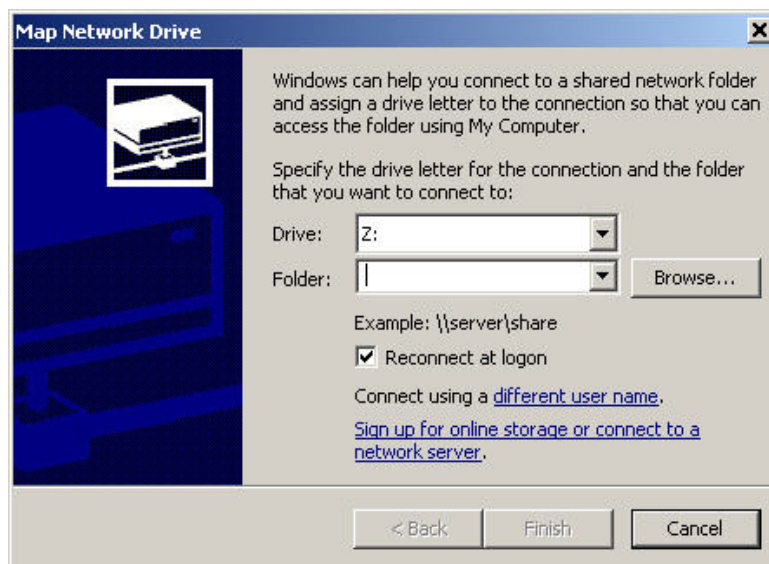 Map Network Drive
Windows can help you connect to a shared network folder
and assign a drive letter to the connection so that you can
access the folder using My Computer.
Specify the drive letter for the connection and the folder
that you want to connect to:
Drive: Z:
Folder: Browse...
Example: \\server\share
Reconnect at logon
Connect using a different user name.
Sign up for online storage or connect to a
network server.
< Back Finish Cancel